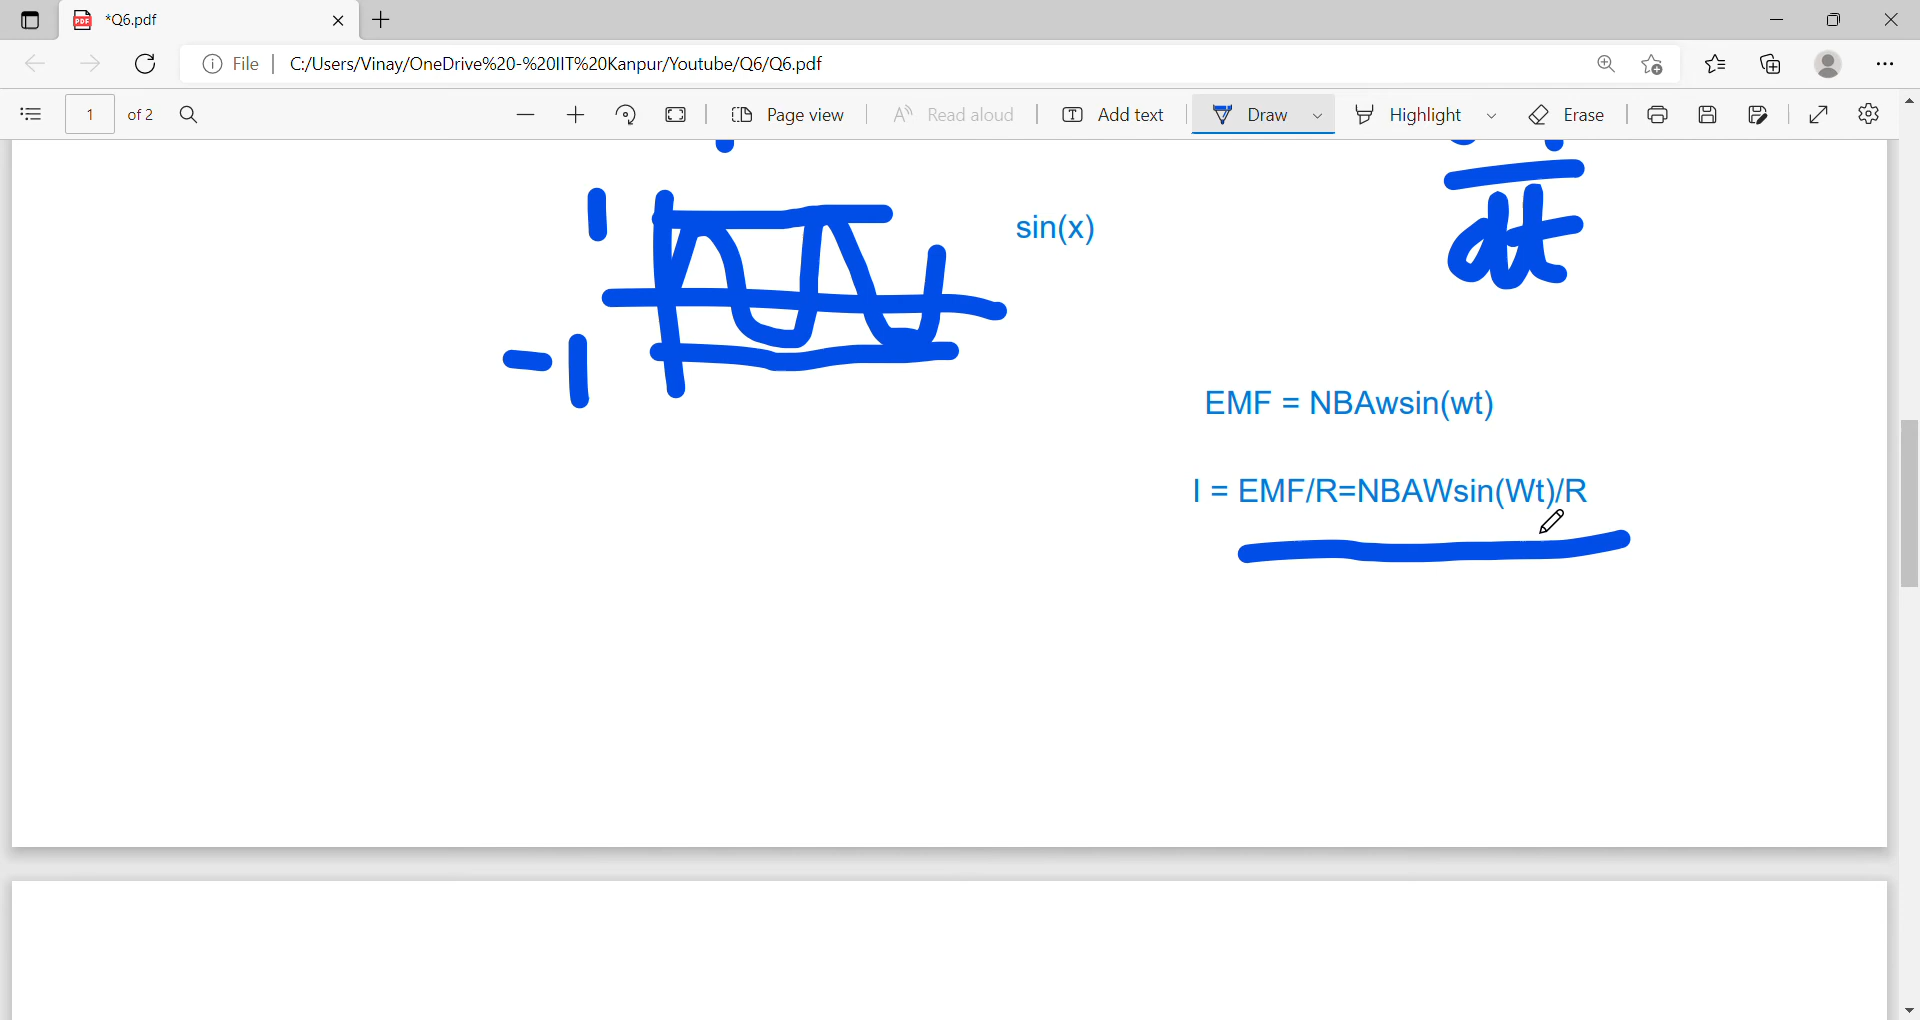 *Q6.pdf
File C:/Users/Vinay/OneDrive%20-%20IIT%20Kanpur/Youtube/Q6/Q6.pdf
1 of 2 Page view Read aloud Add text Draw Highlight Erase
1
sin(x)
dt
-1
EMF = NBAwsin(wt)
I = EMF/R=NBAWsin(Wt)/R